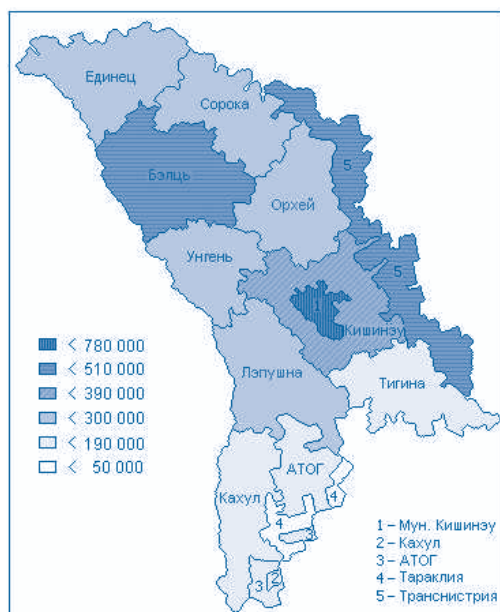 Единец
Сорока
Бэлць
5
Орхей
Унгень
5
1
Кишинэу
< 780 000
< 510 000
< 390 000
< 300 000
< 190 000
< 50 000
Лэпушна
Тигина
АТОГ
Кахул
4
4
3
3
2
1 – Мун. Кишинэу
2 – Кахул
3 – АТОГ
4 – Тараклия
5 – Транснистрия